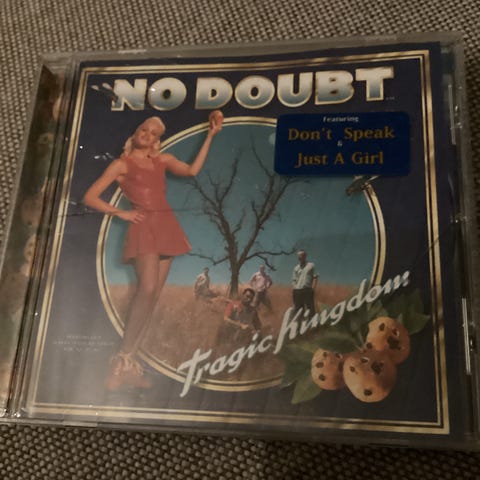 NO DOUBT
Featuring
Don't Speak
&
Just A Girl
Tragic Kingdom